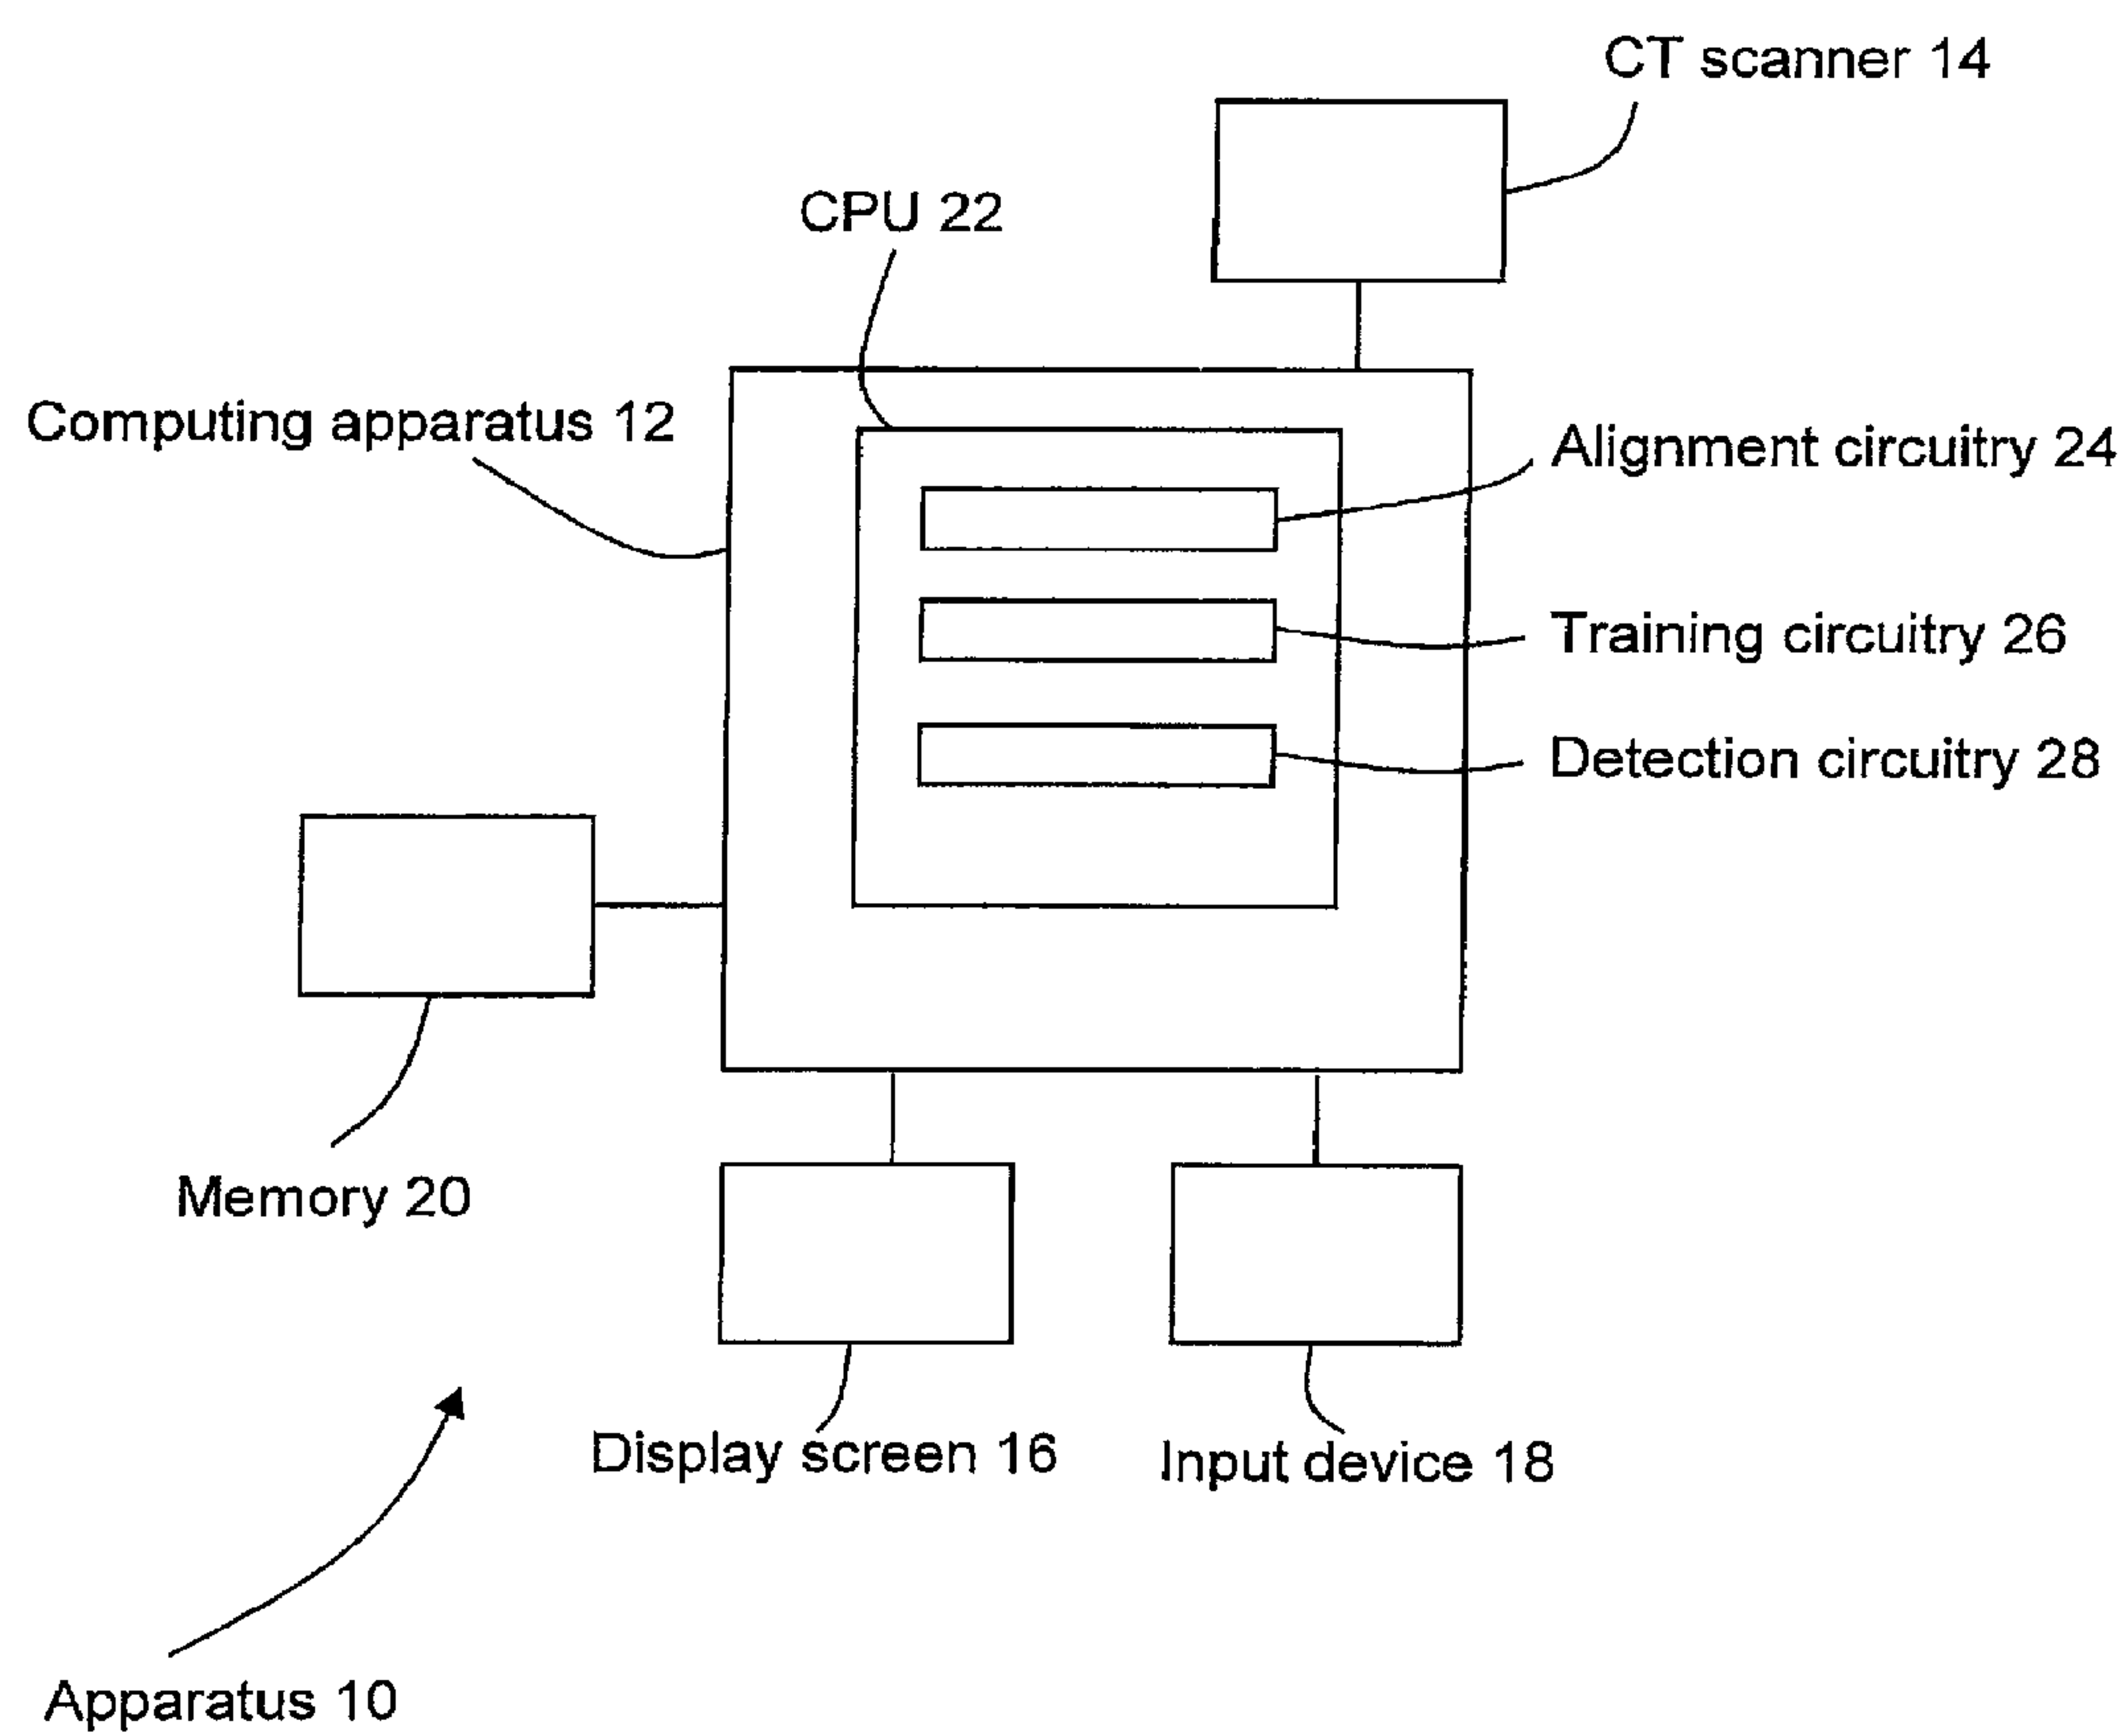 CT scanner 14
CPU 22
Computing apparatus 12
Alignment circuitry 24
Training circuitry 26
Detection circuitry 28
Memory 20
Display screen 16
Input device 18
Apparatus 10